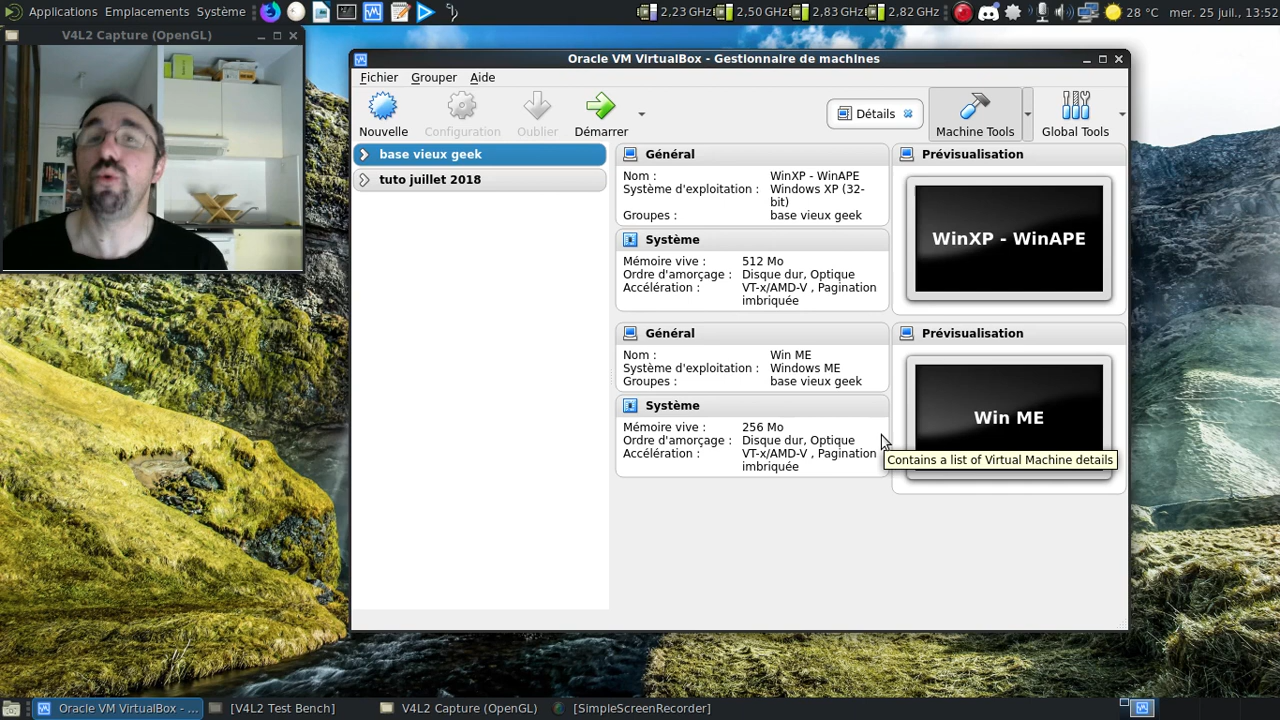 Applications Emplacements Système
2,23 GHz 2,50 GHz 2,83 GHz 2,82 GHz
28 °C mer. 25 juil., 13:52
V4L2 Capture (OpenGL)
Oracle VM VirtualBox - Gestionnaire de machines
Fichier Grouper Aide
Nouvelle Configuration Oublier Démarrer
Détails
Machine Tools
Global Tools
base vieux geek
tuto juillet 2018
Général
Nom : WinXP - WinAPE
Système d'exploitation : Windows XP (32-
bit)
Groupes : base vieux geek
Système
Mémoire vive : 512 Mo
Ordre d'amorçage : Disque dur, Optique
Accélération : VT-x/AMD-V , Pagination
imbriquée
Prévisualisation
WinXP - WinAPE
Général
Nom : Win ME
Système d'exploitation : Windows ME
Groupes : base vieux geek
Système
Mémoire vive : 256 Mo
Ordre d'amorçage : Disque dur, Optique
Accélération : VT-x/AMD-V , Pagination
imbriquée
Prévisualisation
Win ME
Contains a list of Virtual Machine details
Oracle VM VirtualBox - ...
[V4L2 Test Bench]
V4L2 Capture (OpenGL)
[SimpleScreenRecorder]